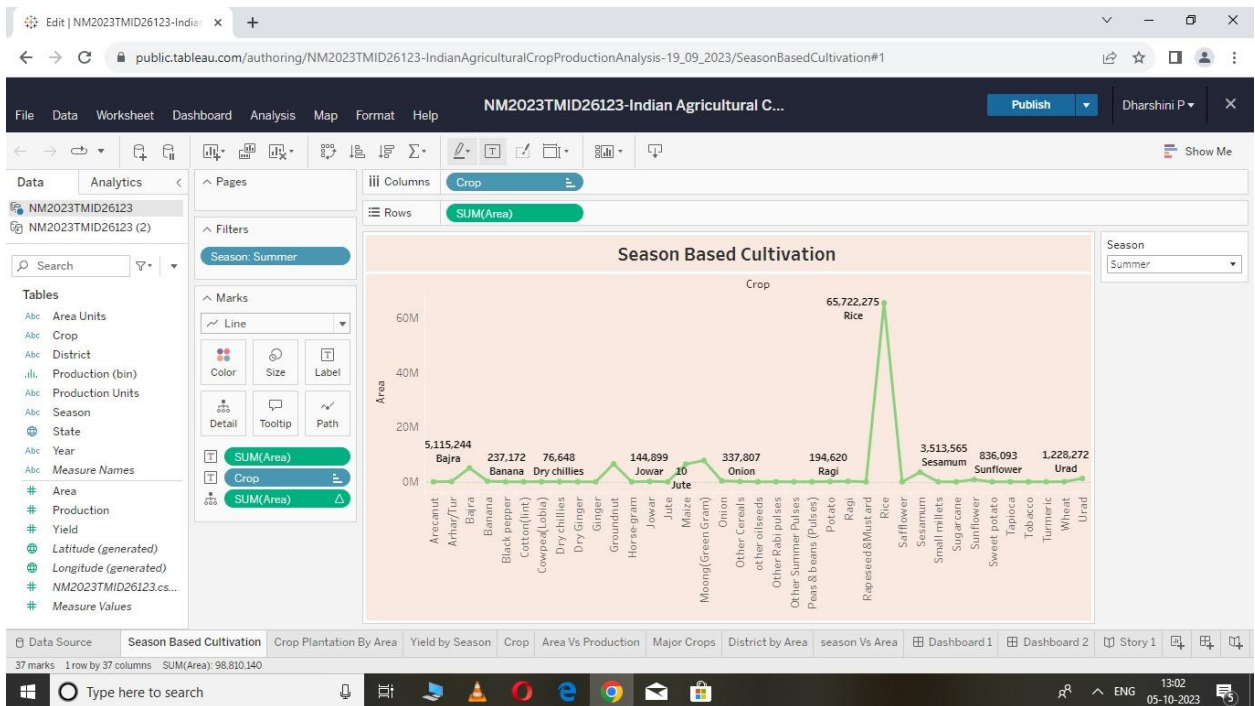 Edit | NM2023TMID26123-India
public.tableau.com/authoring/NM2023TMID26123-IndianAgriculturalCropProductionAnalysis-19_09_2023/SeasonBasedCultivation#1
File Data Worksheet Dashboard Analysis Map Format Help
NM2023TMID26123-Indian Agricultural C...
Publish
Dharshini P
Show Me
Data Analytics
NM2023TMID26123
NM2023TMID26123 (2)
Search
Tables
Abc Area Units
Abc Crop
Abc District
Production (bin)
Abc Production Units
Abc Season
State
Abc Year
Abc Measure Names
# Area
# Production
# Yield
Latitude (generated)
Longitude (generated)
# NM2023TMID26123.cs...
# Measure Values
Pages
Filters
Season: Summer
Marks
Line
Color Size Label
Detail Tooltip Path
SUM(Area)
Crop
SUM(Area)
Columns Crop
Rows SUM(Area)
Season Based Cultivation
Crop
Area
60M
40M
20M
0M
5,115,244
Bajra
237,172
Banana
76,648
Dry chillies
144,899
Jowar
10
Jute
337,807
Onion
194,620
Ragi
65,722,275
Rice
3,513,565
Sesamum
836,093
Sunflower
1,228,272
Urad
Arecanut
Arhar/Tur
Bajra
Banana
Black pepper
Cotton(lint)
Cowpea(Lobia)
Dry chillies
Dry Ginger
Ginger
Groundnut
Horse-gram
Jowar
Jute
Maize
Moong(Green Gram)
Onion
Other Cereals
other oilseeds
Other Rabi pulses
Other Summer Pulses
Peas & beans (Pulses)
Potato
Ragi
Rapeseed&Mustard
Rice
Safflower
Sesamum
Small millets
Sugarcane
Sunflower
Sweet potato
Tapioca
Tobacco
Turmeric
Wheat
Urad
Season
Summer
Data Source Season Based Cultivation Crop Plantation By Area Yield by Season Crop Area Vs Production Major Crops District by Area season Vs Area Dashboard 1 Dashboard 2 Story 1
37 marks 1 row by 37 columns SUM(Area): 98,810,140
Type here to search
ENG
13:02
05-10-2023
5